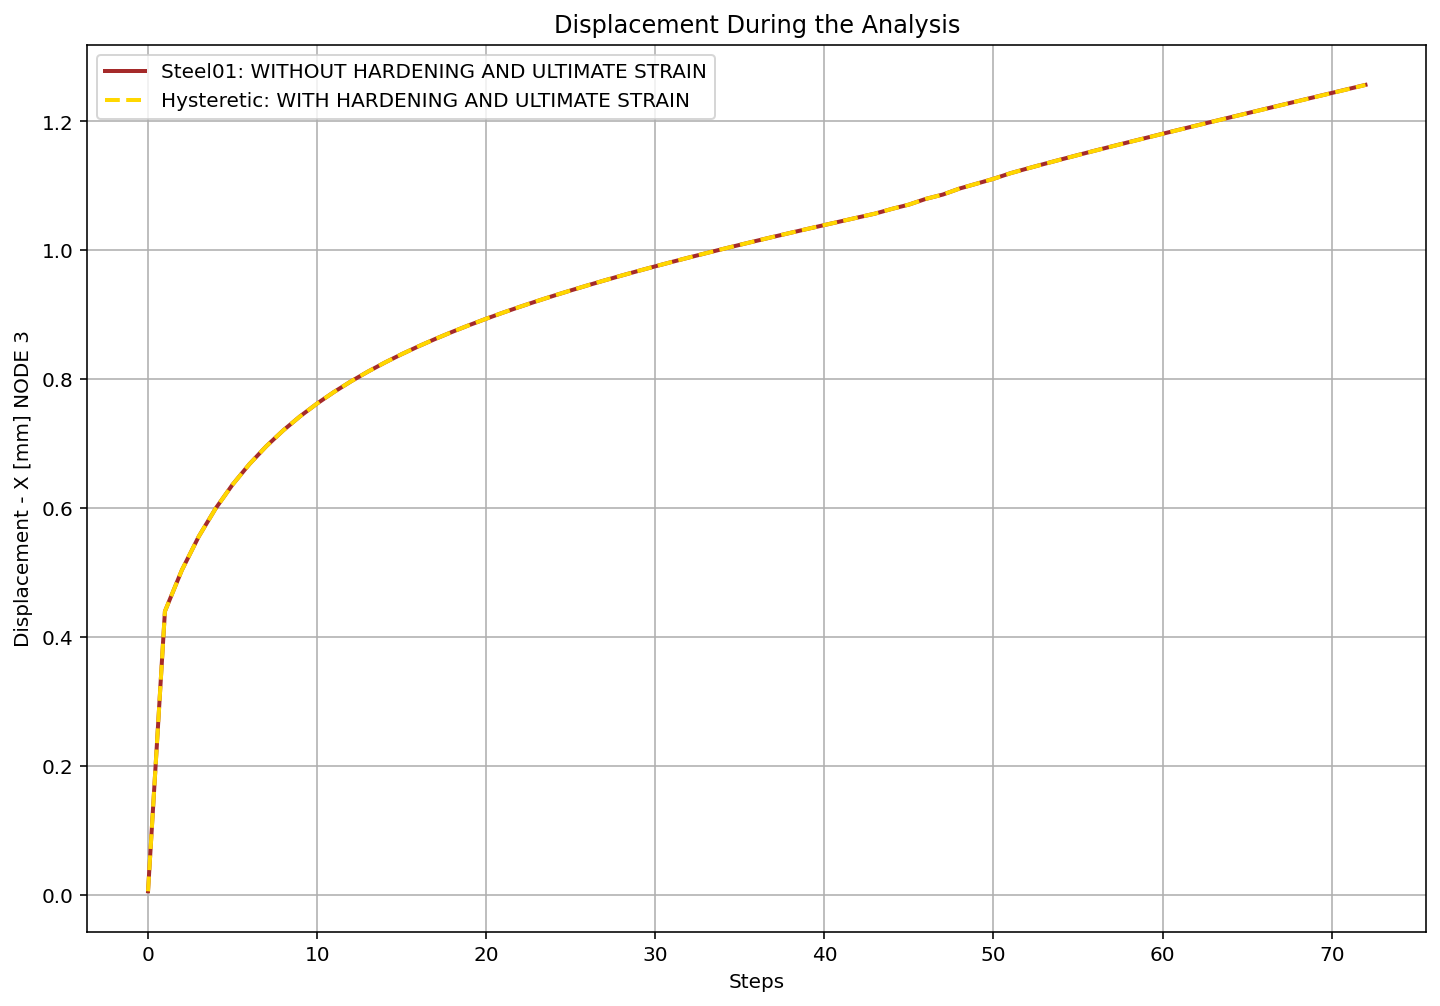 Displacement During the Analysis
Steel01: WITHOUT HARDENING AND ULTIMATE STRAIN
Hysteretic: WITH HARDENING AND ULTIMATE STRAIN
Displacement - X [mm] NODE 3
1.2
1.0
0.8
0.6
0.4
0.2
0.0
0 10 20 30 40 50 60 70
Steps